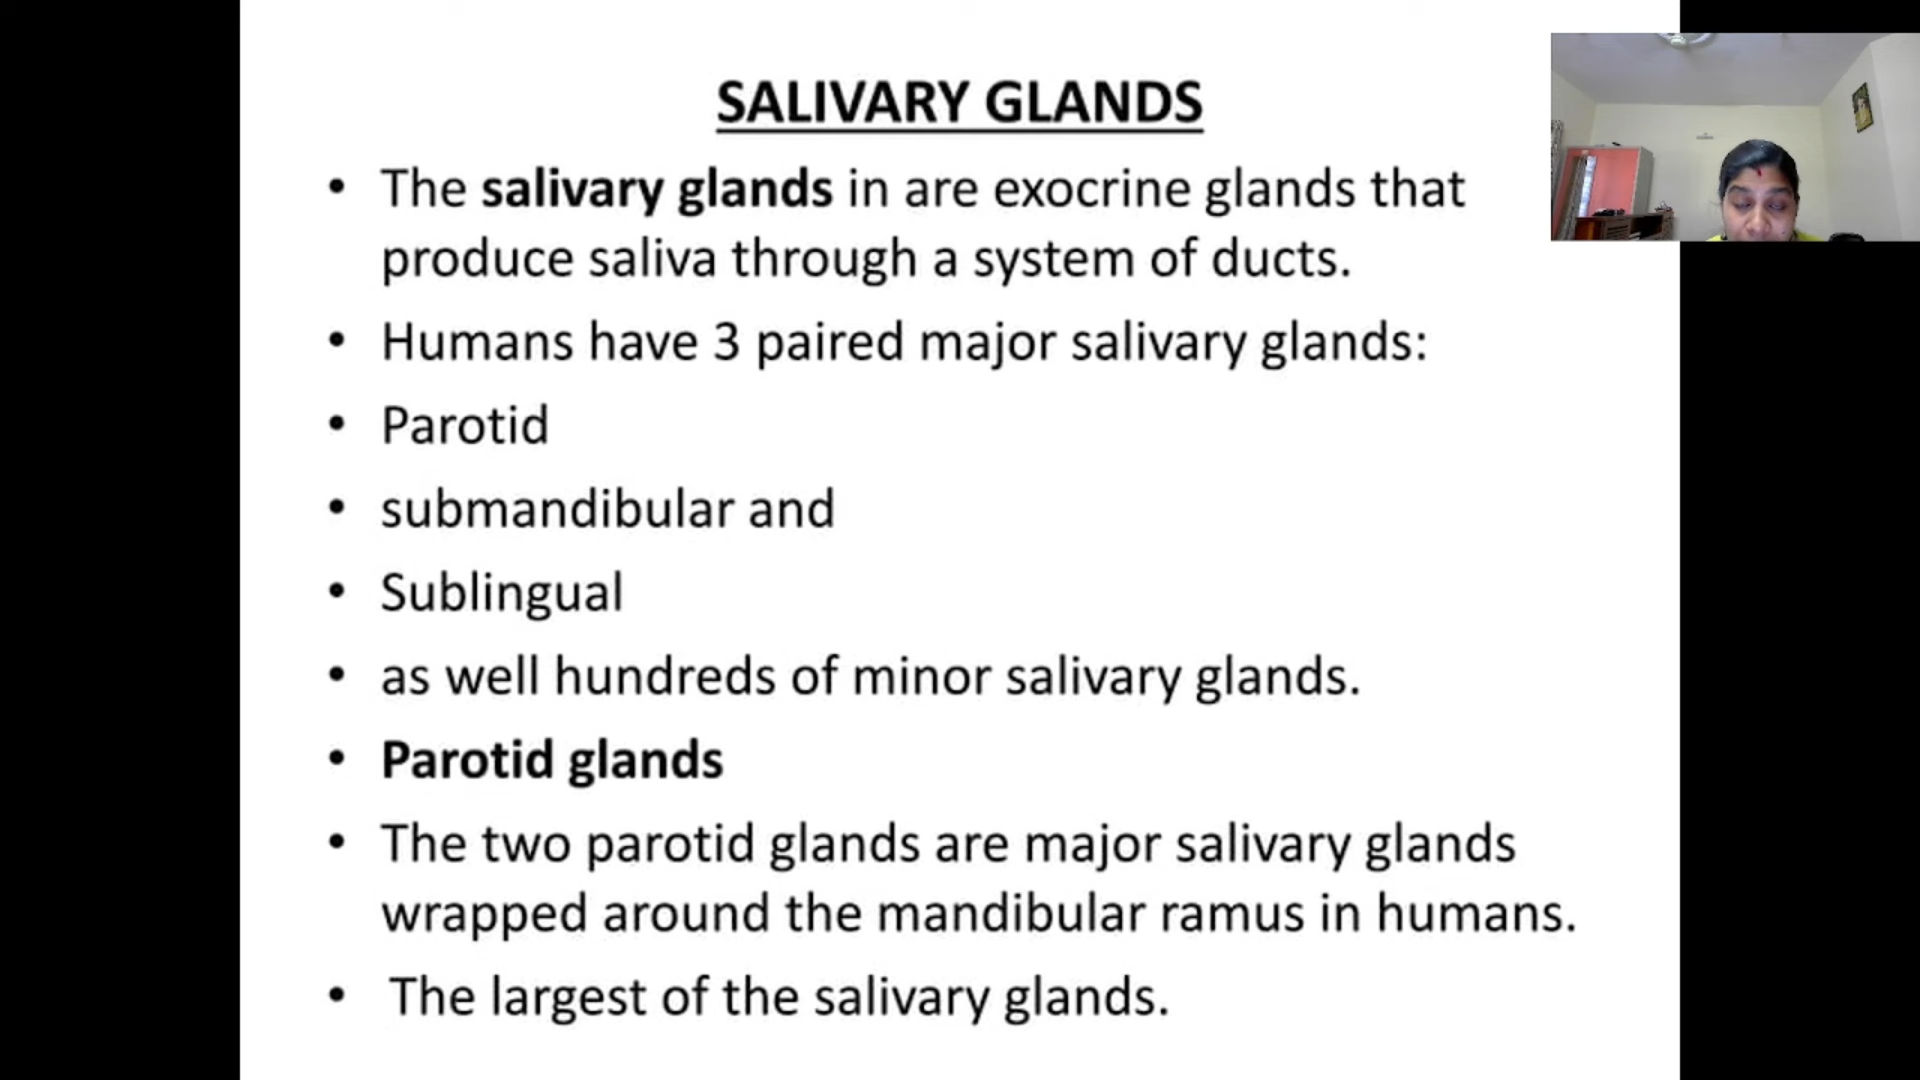 SALIVARY GLANDS
• The salivary glands in are exocrine glands that
produce saliva through a system of ducts.
• Humans have 3 paired major salivary glands:
• Parotid
• submandibular and
• Sublingual
• as well hundreds of minor salivary glands.
• Parotid glands
• The two parotid glands are major salivary glands
wrapped around the mandibular ramus in humans.
• The largest of the salivary glands.